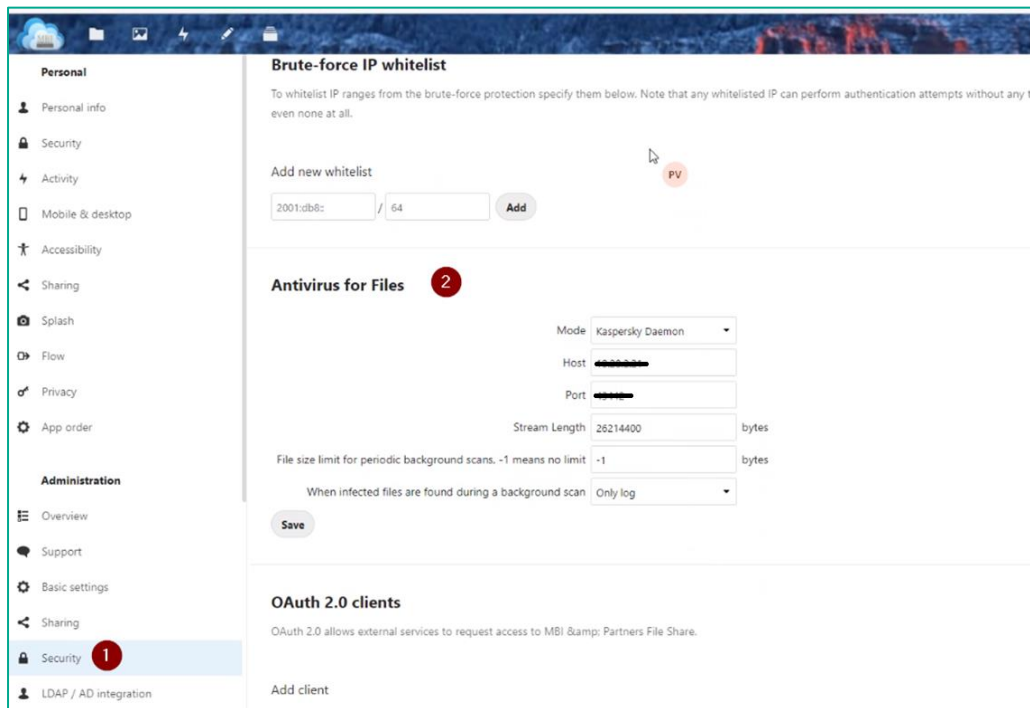 Personal
Personal info
Security
Activity
Mobile & desktop
Accessibility
Sharing
Splash
Flow
Privacy
App order
Administration
Overview
Support
Basic settings
Sharing
Security 1
LDAP / AD integration
Brute-force IP whitelist
To whitelist IP ranges from the brute-force protection specify them below. Note that any whitelisted IP can perform authentication attempts without any
even none at all.
PV
Add new whitelist
2001:db8:: / 64 Add
Antivirus for Files 2
Mode Kaspersky Daemon
Host
Port
Stream Length 26214400 bytes
File size limit for periodic background scans, -1 means no limit -1 bytes
When infected files are found during a background scan Only log
Save
OAuth 2.0 clients
OAuth 2.0 allows external services to request access to MBI &amp; Partners File Share.
Add client